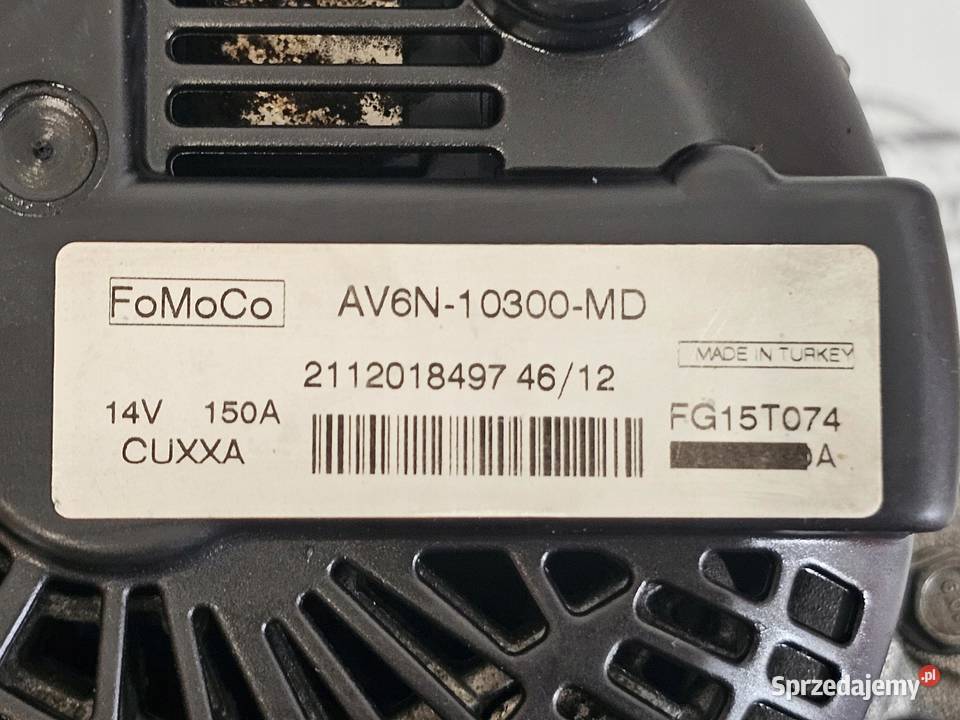 FoMoCo AV6N-10300-MD
MADE IN TURKEY
2112018497 46/12
14V 150A FG15T074
CUXXA A
Sprzedajemy.pl